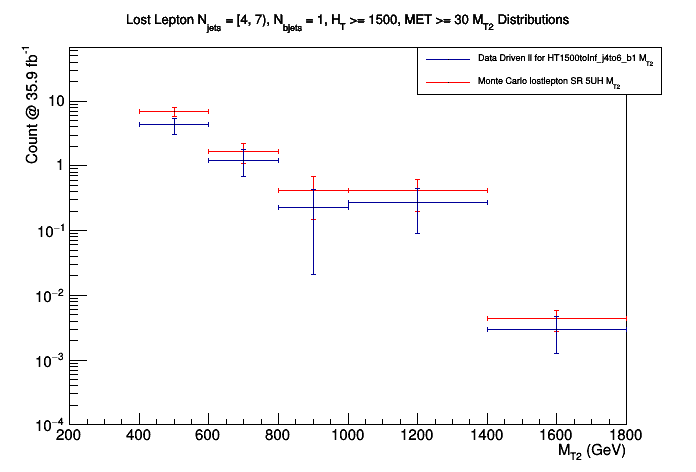 Lost Lepton N_jets = [4, 7), N_bjets = 1, H_T >= 1500, MET >= 30 M_T2 Distributions
Data Driven II for HT1500toInf_j4to6_b1 M_T2
Monte Carlo lostlepton SR 5UH M_T2
Count @ 35.9 fb^-1
10
1
10^-1
10^-2
10^-3
10^-4
200 400 600 800 1000 1200 1400 1600 1800
M_T2 (GeV)